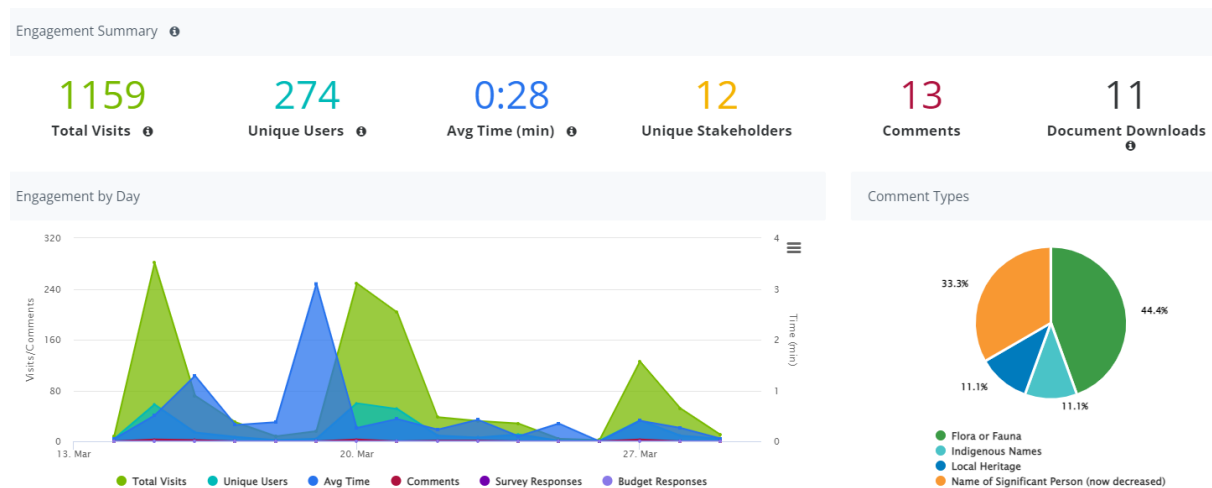 Engagement Summary
1159
274
0:28
12
13
11
Total Visits
Unique Users
Avg Time (min)
Unique Stakeholders
Comments
Document Downloads
Engagement by Day
320
240
160
80
0
Visits/Comments
4
3
2
1
0
Time (min)
13. Mar
20. Mar
27. Mar
Total Visits
Unique Users
Avg Time
Comments
Survey Responses
Budget Responses
Comment Types
33.3%
44.4%
11.1%
11.1%
Flora or Fauna
Indigenous Names
Local Heritage
Name of Significant Person (now decreased)